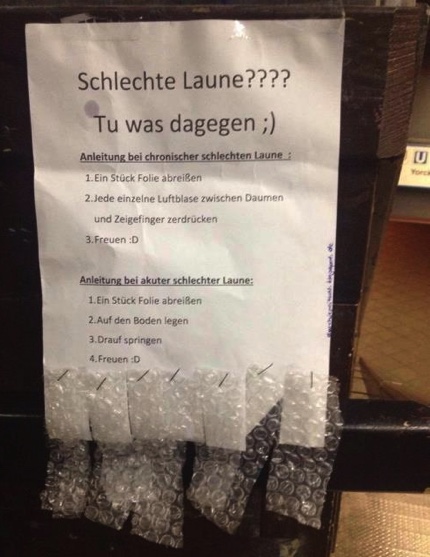 Schlechte Laune????
Tu was dagegen ;)
Anleitung bei chronischer schlechten Laune :
1.Ein Stück Folie abreißen
2.Jede einzelne Luftblase zwischen Daumen
und Zeigefinger zerdrücken
3.Freuen :D
Anleitung bei akuter schlechter Laune:
1.Ein Stück Folie abreißen
2.Auf den Boden legen
3.Drauf springen
4.Freuen :D
U
Yorck